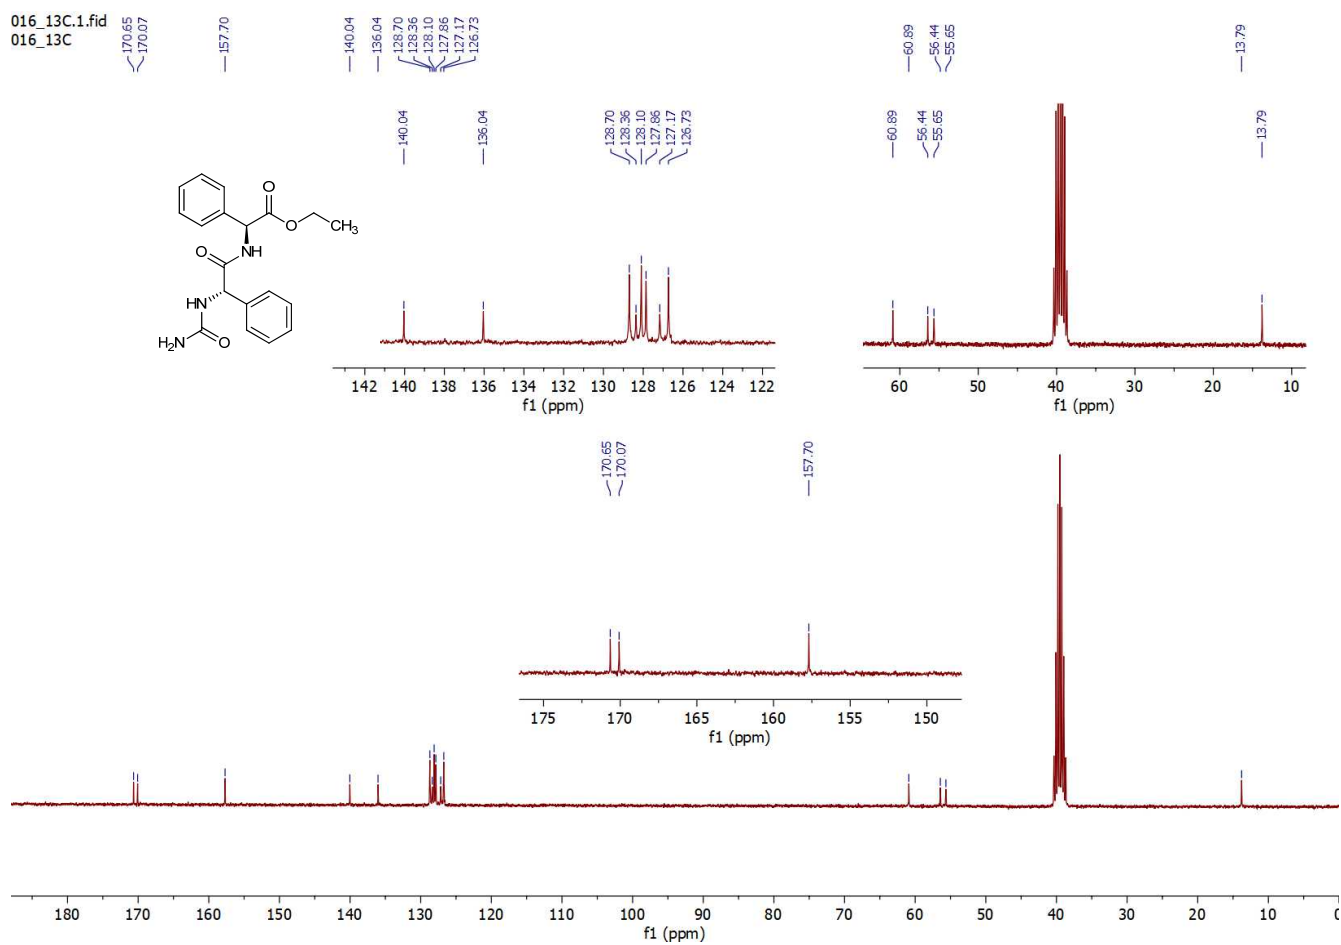 016_13C.1.fid
016_13C
170.65
170.07
157.70
140.04
136.04
128.70
128.36
128.10
127.86
127.17
126.73
60.89
56.44
55.65
13.79
140.04
136.04
128.70
128.36
128.10
127.86
127.17
126.73
60.89
56.44
55.65
13.79
O
O
CH3
O
NH
HN
H2N
O
142 140 138 136 134 132 130 128 126 124 122
f1 (ppm)
60 50 40 30 20 10
f1 (ppm)
170.65
170.07
157.70
175 170 165 160 155 150
f1 (ppm)
180 170 160 150 140 130 120 110 100 90 80 70 60 50 40 30 20 10 0
f1 (ppm)